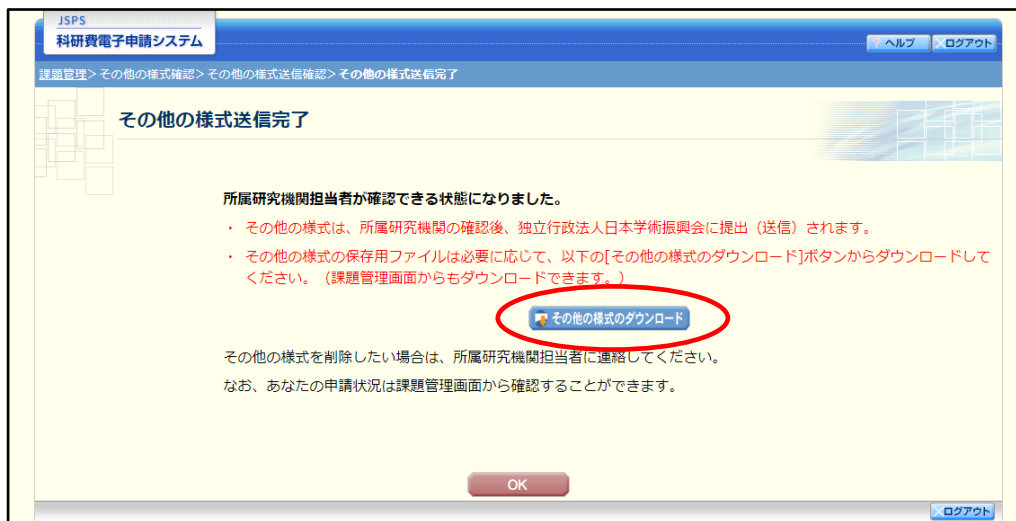 JSPS
科研費電子申請システム
? ヘルプ
ログアウト
課題管理>その他の様式確認>その他の様式送信確認>その他の様式送信完了
その他の様式送信完了
所属研究機関担当者が確認できる状態になりました。
・ その他の様式は、所属研究機関の確認後、独立行政法人日本学術振興会に提出（送信）されます。
・ その他の様式の保存用ファイルは必要に応じて、以下の[その他の様式のダウンロード]ボタンからダウンロードして
ください。（課題管理画面からもダウンロードできます。）
その他の様式のダウンロード
その他の様式を削除したい場合は、所属研究機関担当者に連絡してください。
なお、あなたの申請状況は課題管理画面から確認することができます。
OK
ログアウト